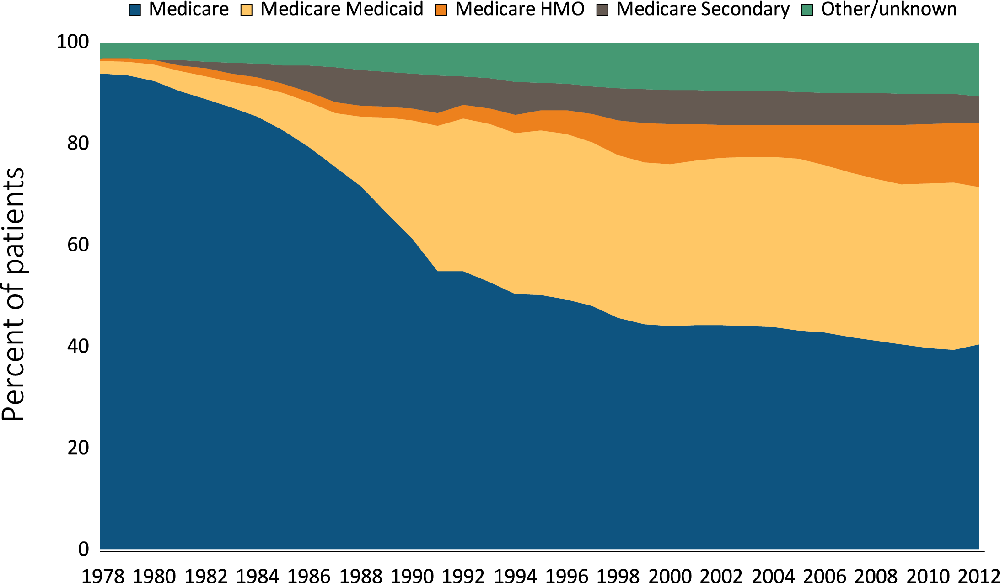 Medicare Medicare Medicaid Medicare HMO Medicare Secondary Other/unknown
Percent of patients
100
80
60
40
20
0
1978 1980 1982 1984 1986 1988 1990 1992 1994 1996 1998 2000 2002 2004 2006 2008 2010 2012